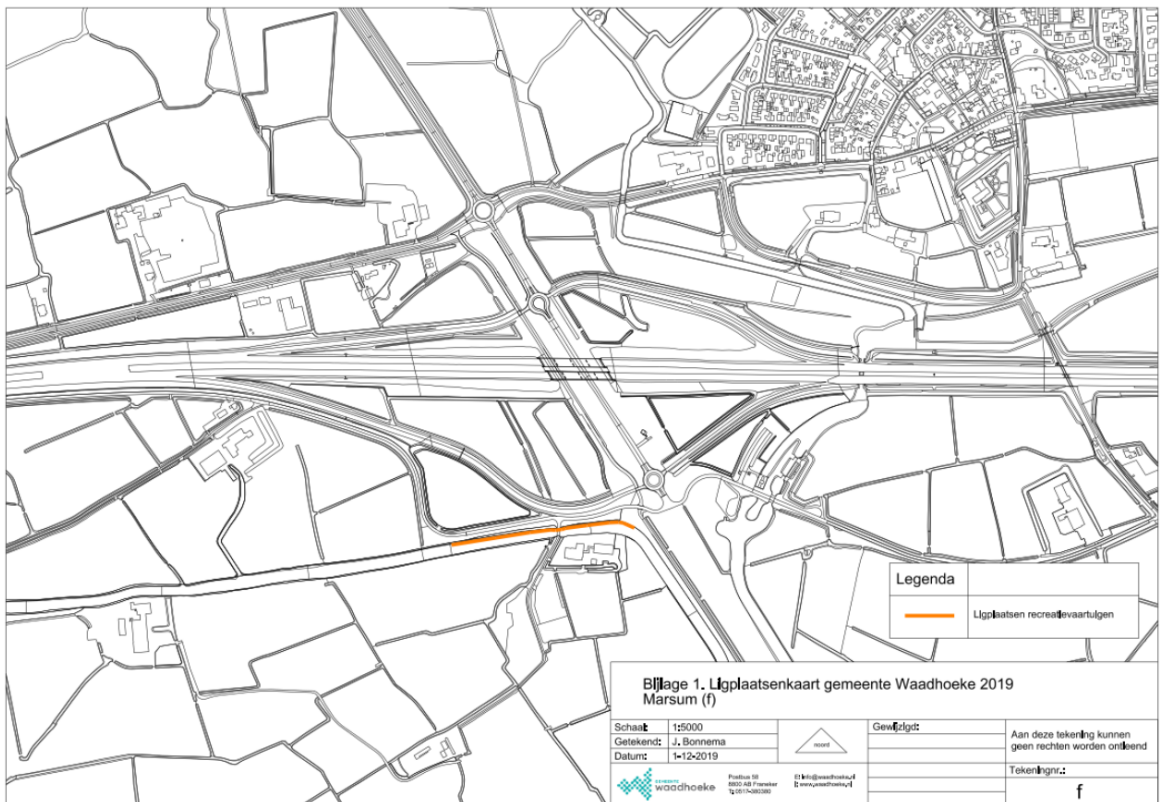 Legenda
Ligplaatsen recreatievaartuigen
Bijlage 1. Ligplaatsenkaart gemeente Waadhoeke 2019
Marsum (f)
Schaal: 1:5000
Getekend: J. Bonnema
Datum: 1-12-2019
noord
Gewijzigd:
Aan deze tekening kunnen
geen rechten worden ontleend
Tekeningnr.:
f
GEMEENTE
waadhoeke
Postbus 58
8800 AB Franeker
T: 0517-380380
E: info@waadhoeke.nl
I: www.waadhoeke.nl